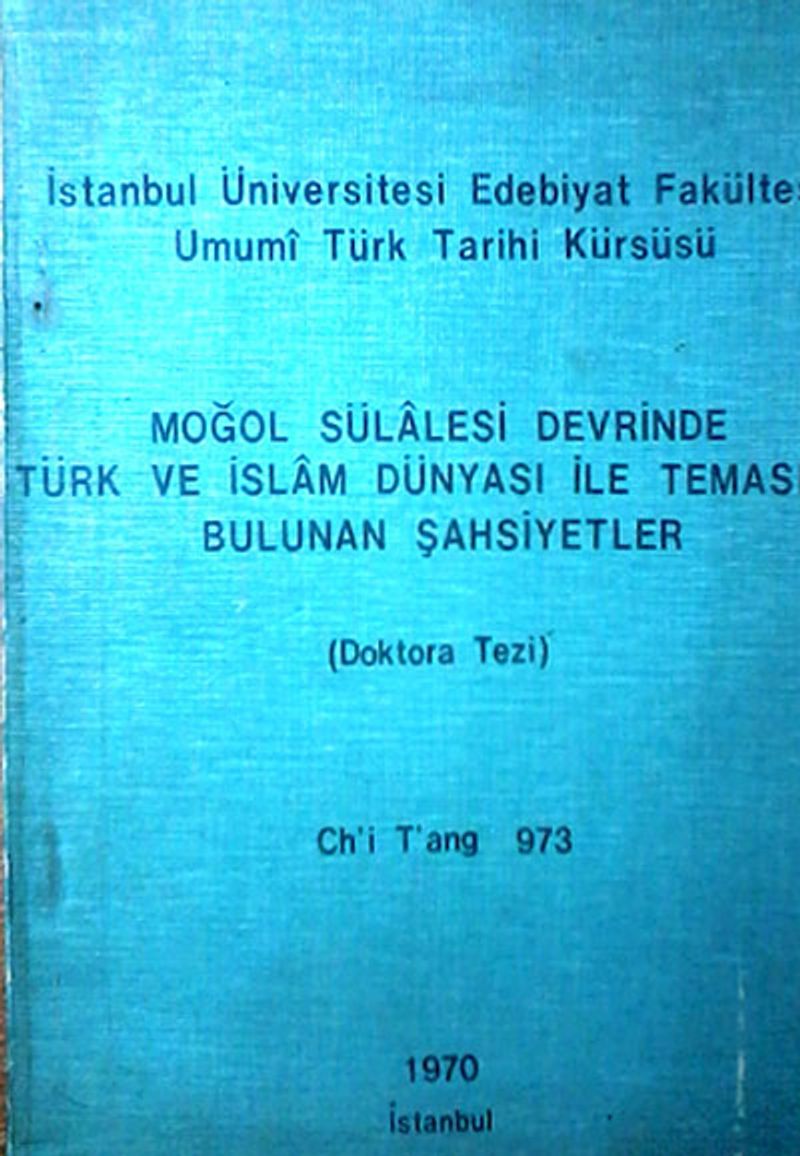 İstanbul Üniversitesi Edebiyat Fakülte
Umumî Türk Tarihi Kürsüsü
MOĞOL SÜLÂLESİ DEVRİNDE
TÜRK VE İSLÂM DÜNYASI İLE TEMAS
BULUNAN ŞAHSİYETLER
(Doktora Tezi)
Ch'i T'ang 973
1970
İstanbul